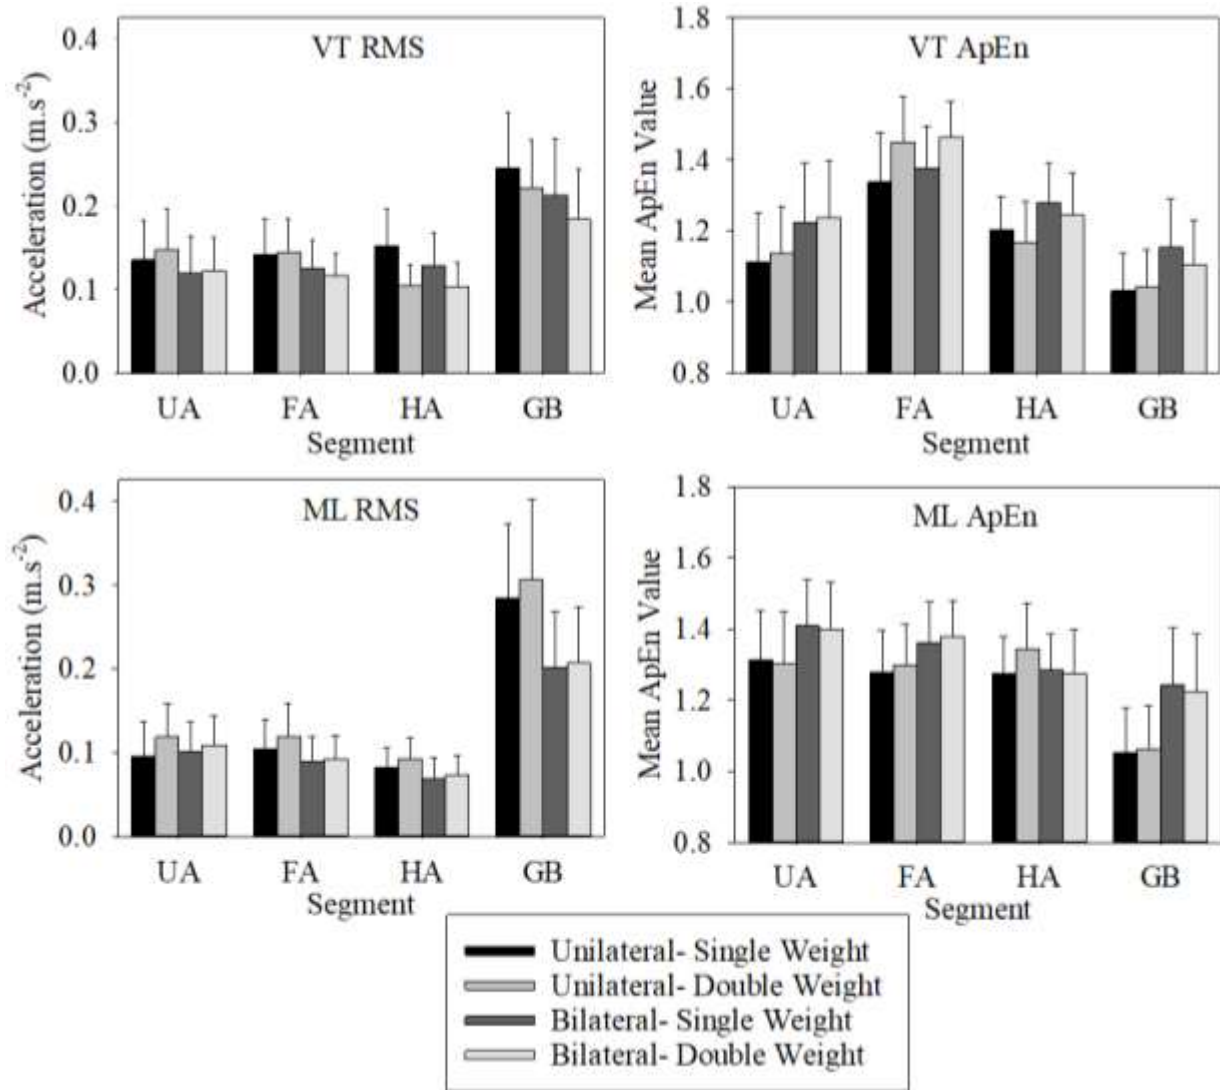 VT RMS
Acceleration (m.s-2)
0.4
0.3
0.2
0.1
0.0
UA FA HA GB
Segment
VT ApEn
Mean ApEn Value
1.8
1.6
1.4
1.2
1.0
0.8
UA FA HA GB
Segment
ML RMS
Acceleration (m.s-2)
0.4
0.3
0.2
0.1
0.0
UA FA HA GB
Segment
ML ApEn
Mean ApEn Value
1.8
1.6
1.4
1.2
1.0
0.8
UA FA HA GB
Segment
Unilateral- Single Weight
Unilateral- Double Weight
Bilateral- Single Weight
Bilateral- Double Weight